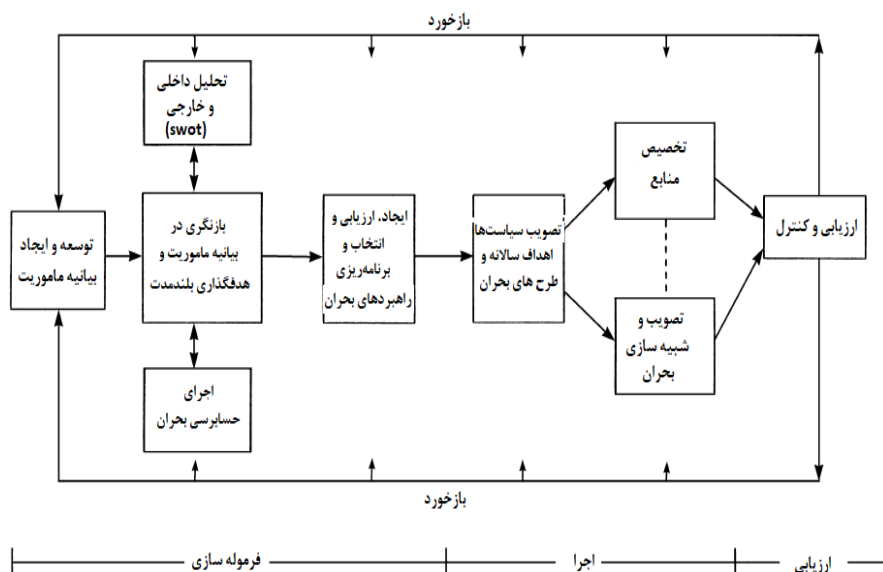 بازخورد
تحلیل داخلی
و خارجی
(swot)
توسعه و ایجاد
بیانیه ماموریت
بازنگری در
بیانیه ماموریت و
هدفگذاری بلندمدت
اجرای
حسابرسی بحران
ایجاد، ارزیابی و
انتخاب و
برنامه‌ریزی
راهبردهای بحران
تصویب سیاست‌ها
اهداف سالانه و
طرح های بحران
تخصیص
منابع
تصویب و
شبیه سازی
بحران
ارزیابی و کنترل
بازخورد
فرموله سازی
اجرا
ارزیابی